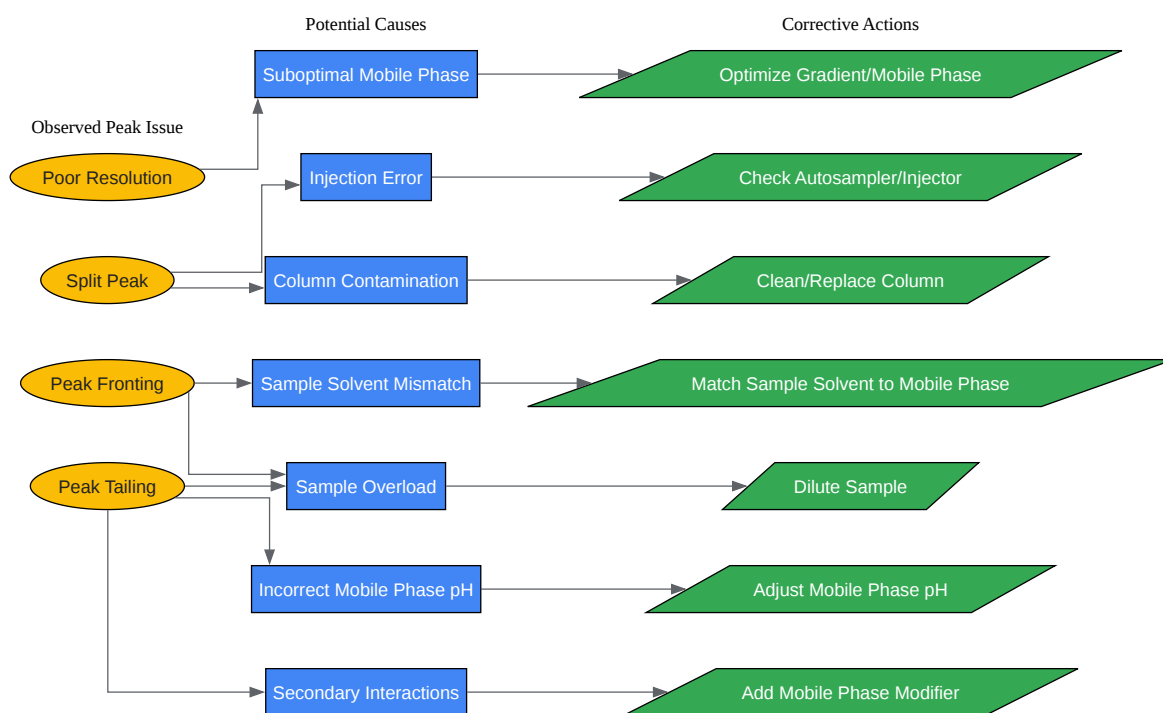 Potential Causes
Corrective Actions
Suboptimal Mobile Phase
Optimize Gradient/Mobile Phase
Observed Peak Issue
Poor Resolution
Injection Error
Check Autosampler/Injector
Split Peak
Column Contamination
Clean/Replace Column
Peak Fronting
Sample Solvent Mismatch
Match Sample Solvent to Mobile Phase
Peak Tailing
Sample Overload
Dilute Sample
Incorrect Mobile Phase pH
Adjust Mobile Phase pH
Secondary Interactions
Add Mobile Phase Modifier